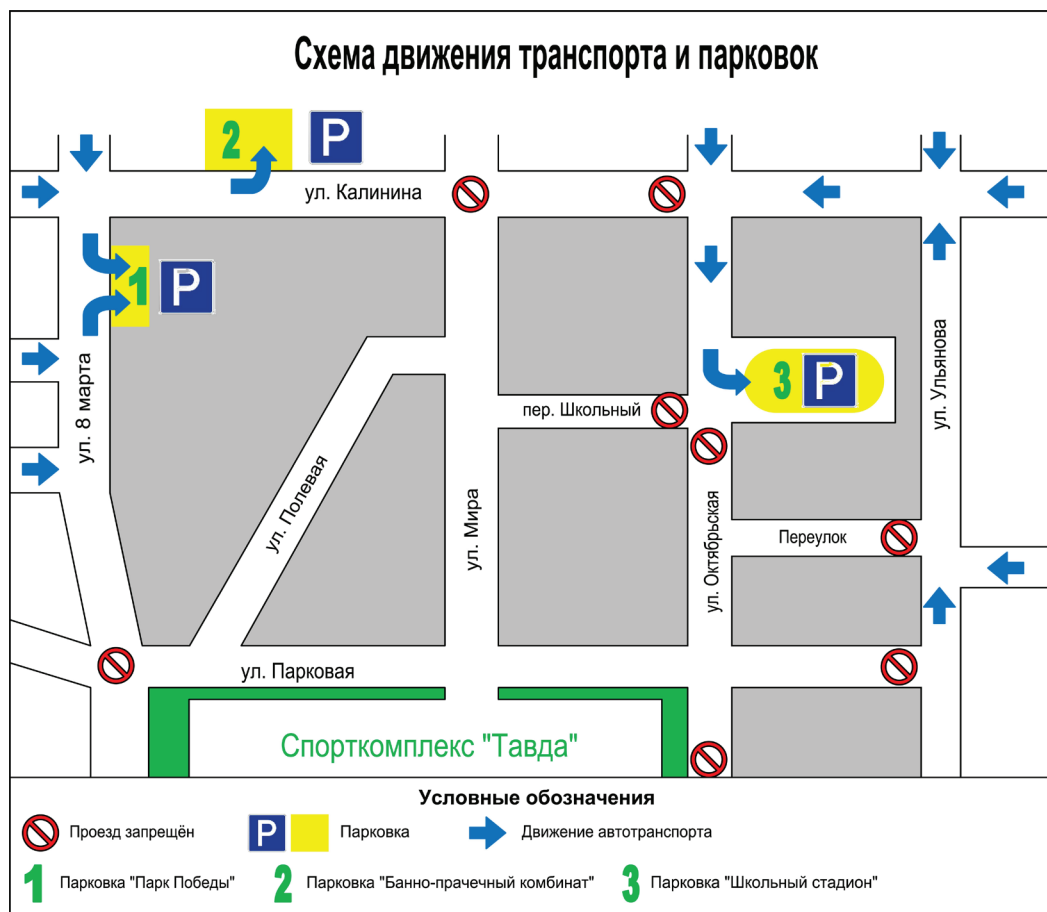 Схема движения транспорта и парковок
2
P
ул. Калинина
1
P
ул. 8 марта
ул. Полевая
ул. Мира
пер. Школьный
3
P
ул. Октябрьская
ул. Ульянова
Переулок
ул. Парковая
Спорткомплекс "Тавда"
Условные обозначения
Проезд запрещён
P
Парковка
Движение автотранспорта
1 Парковка "Парк Победы"
2 Парковка "Банно-прачечный комбинат"
3 Парковка "Школьный стадион"